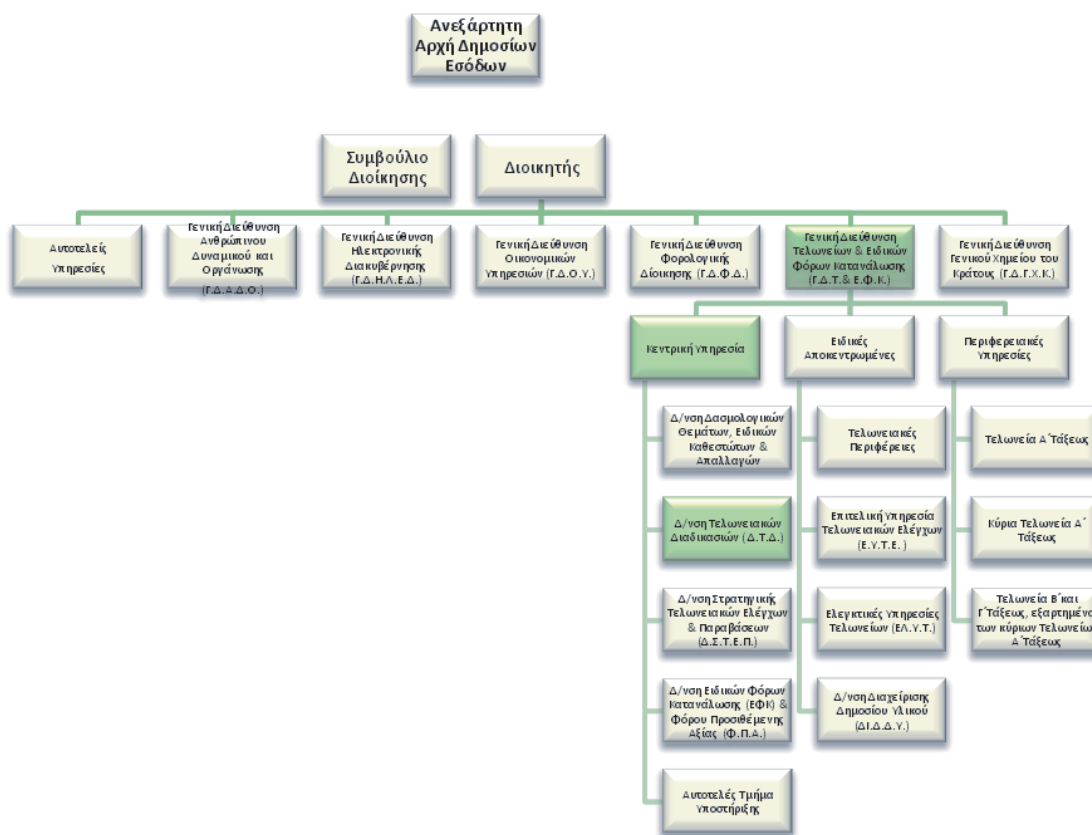 Ανεξάρτητη
Αρχή Δημοσίων
Εσόδων
Συμβούλιο
Διοίκησης
Διοικητής
Αυτοτελείς
Υπηρεσίες
Γενική Διεύθυνση
Ανθρώπινου
Δυναμικού και
Οργάνωσης
(Γ.Δ.Α.Δ.Ο.)
Γενική Διεύθυνση
Ηλεκτρονικής
Διακυβέρνησης
(Γ.Δ.Η.Λ.Ε.Δ.)
Γενική Διεύθυνση
Οικονομικών
Υπηρεσιών (Γ.Δ.Ο.Υ.)
Γενική Διεύθυνση
Φορολογικής
Δίοικησης (Γ.Δ.Φ.Δ.)
Γενική Διεύθυνση
Τελωνείων & Ειδικών
Φόρων Κατανάλωσης
(Γ.Δ.Τ.& Ε.Φ.Κ.)
Γενική Διεύθυνση
Γενικού Χημείου του
Κράτους (Γ.Δ.Γ.Χ.Κ.)
Κεντρική Υπηρεσία
Ειδικές
Αποκεντρωμένες
Περιφερειακές
Υπηρεσίες
Δ/νση Δασμολογικών
Θεμάτων, Ειδικών
Καθεστώτων &
Απαλλαγών
Δ/νση Τελωνειακών
Διαδικασιών (Δ.Τ.Δ.)
Δ/νση Στρατηγικής
Τελωνειακών Ελέγχων
& Παραβάσεων
(Δ.Σ.Τ.Ε.Π.)
Δ/νση Ειδικών Φόρων
Κατανάλωσης (ΕΦΚ) &
Φόρου Προσιθέμενης
Αξίας (Φ.Π.Α.)
Αυτοτελές Τμήμα
Υποστήριξης
Τελωνειακές
Περιφέρειες
Επιτελική Υπηρεσία
Τελωνειακών Ελέγχων
(Ε.Υ.Τ.Ε.)
Ελεγκτικές Υπηρεσίες
Τελωνείων (ΕΛ.Υ.Τ.)
Δ/νση Διαχείρισης
Δημοσίου Υλικού
(ΔΙ.Δ.Δ.Υ.)
Τελωνεία Α΄Τάξεως
Κύρια Τελωνεία Α΄
Τάξεως
Τελωνεία Β΄και
Γ΄Τάξεως, εξαρτημένα
των κύριων Τελωνείων
Α΄Τάξεως